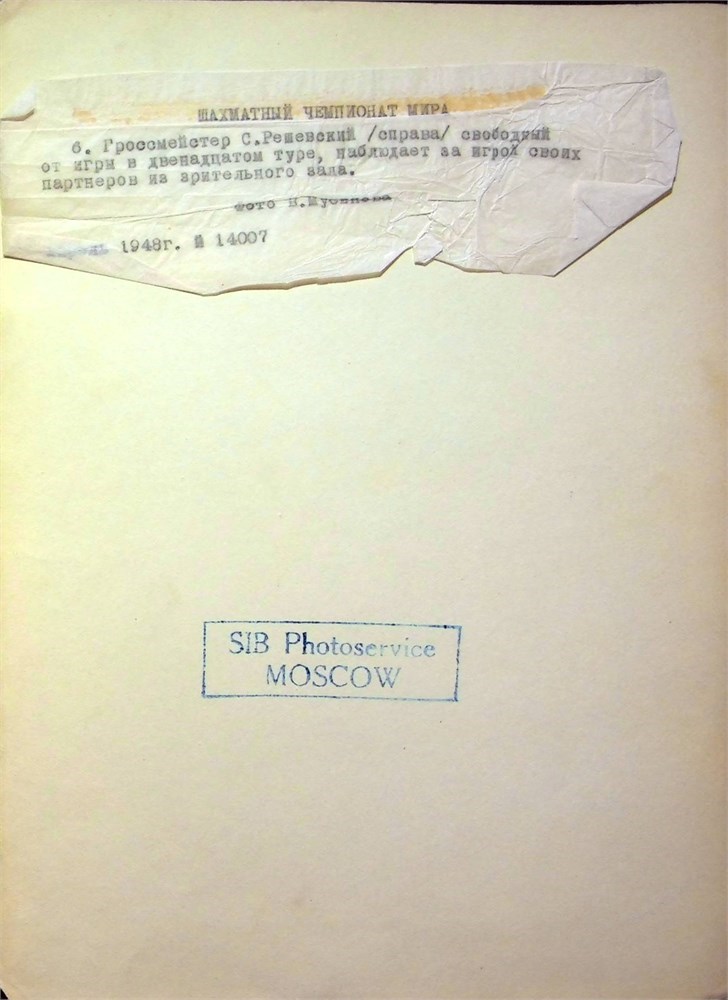 ШАХМАТНЫЙ ЧЕМПИОНАТ МИРА
6. Гроссмейстер С.Решевский /справа/ свободный
от игры в двенадцатом туре, наблюдает за игрой своих
партнеров из зрительного зала.
Фото
1948г. № 14007
SIB Photoservice
MOSCOW